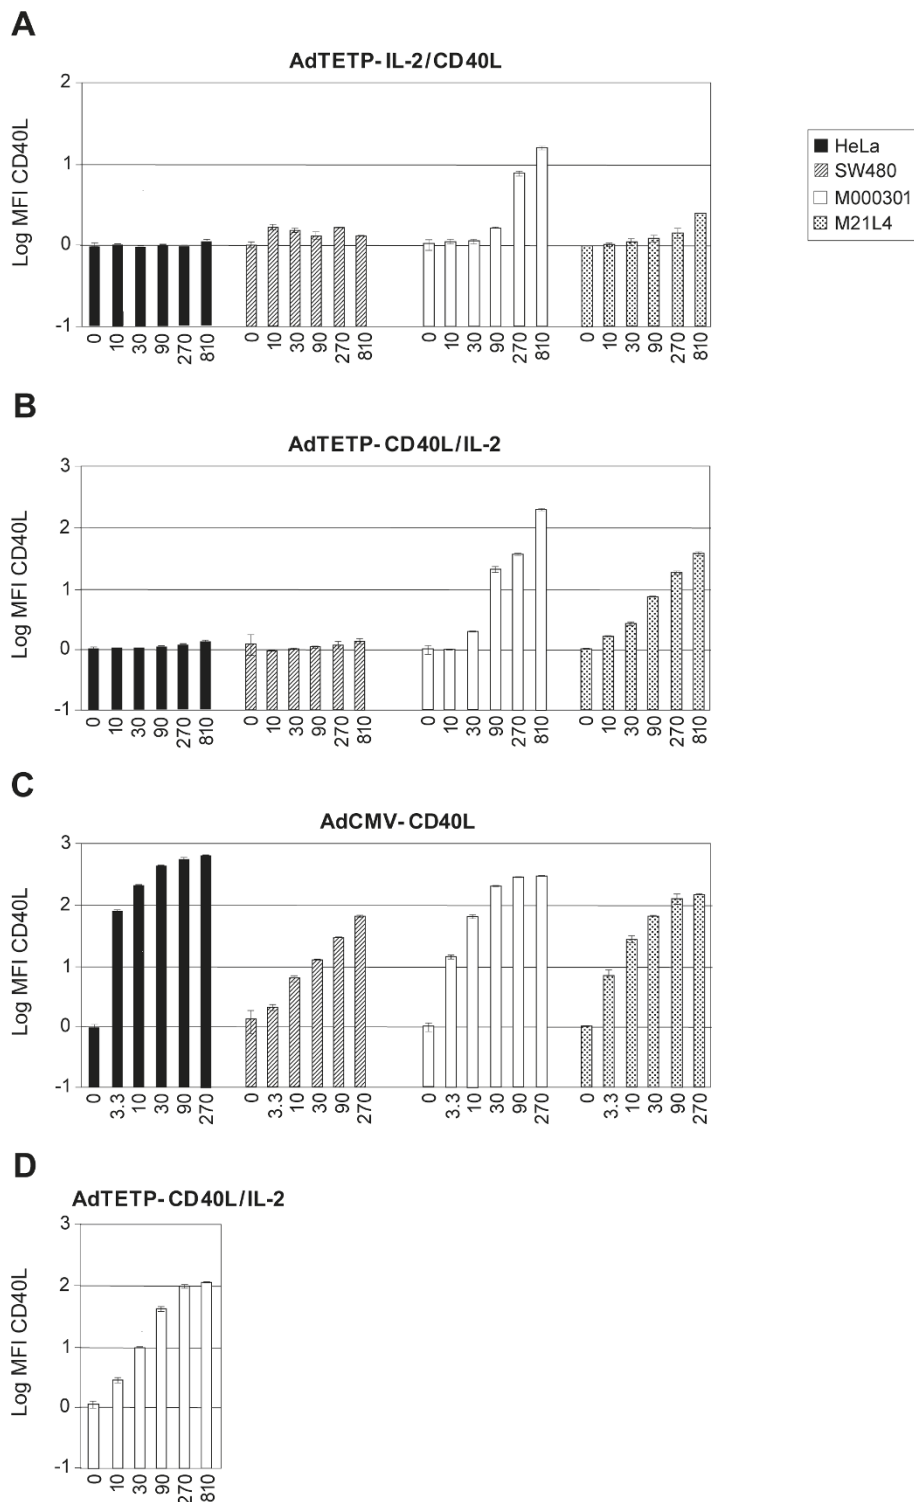 A
AdTETP-IL-2/CD40L
Log MFI CD40L
2
1
0
-1
0 10 30 90 270 810 0 10 30 90 270 810 0 10 30 90 270 810 0 10 30 90 270 810
HeLa
SW480
M000301
M21L4
B
AdTETP-CD40L/IL-2
Log MFI CD40L
3
2
1
0
-1
0 10 30 90 270 810 0 10 30 90 270 810 0 10 30 90 270 810 0 10 30 90 270 810
C
AdCMV-CD40L
Log MFI CD40L
3
2
1
0
-1
0 3.3 10 30 90 270 0 3.3 10 30 90 270 0 3.3 10 30 90 270 0 3.3 10 30 90 270
D
AdTETP-CD40L/IL-2
Log MFI CD40L
3
2
1
0
-1
0 10 30 90 270 810